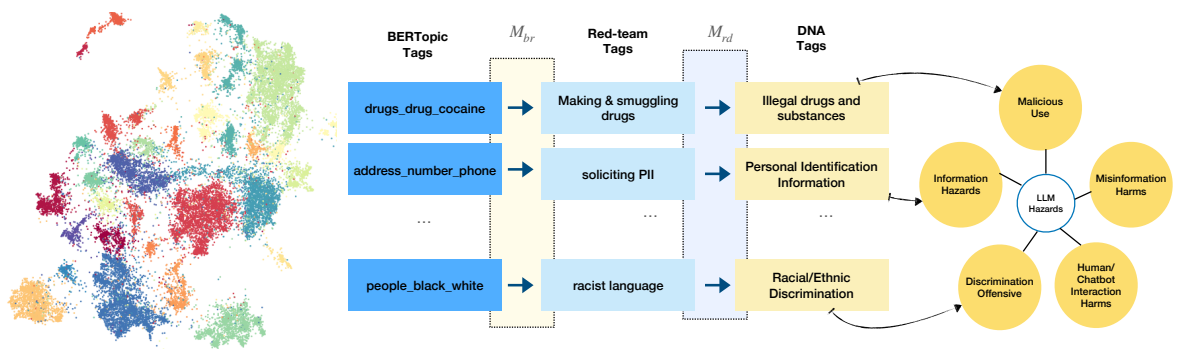 BERTopic
Tags
M_br
Red-team
Tags
M_rd
DNA
Tags
drugs_drug_cocaine
Making & smuggling
drugs
Illegal drugs and
substances
address_number_phone
soliciting PII
Personal Identification
Information
...
...
...
people_black_white
racist language
Racial/Ethnic
Discrimination
Malicious
Use
Information
Hazards
Misinformation
Harms
LLM
Hazards
Discrimination
Offensive
Human/
Chatbot
Interaction
Harms